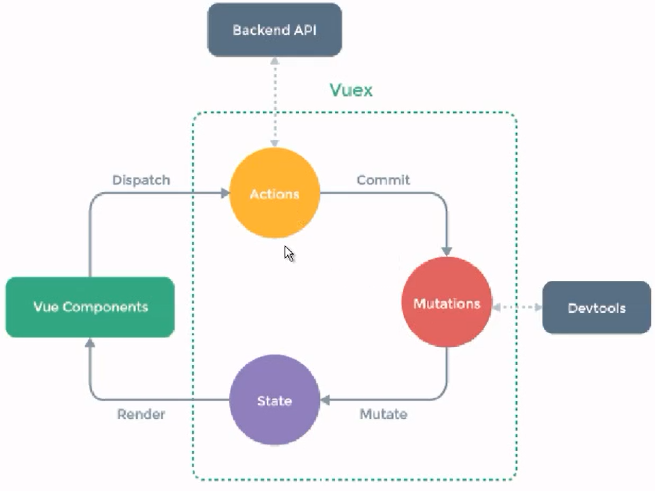 Backend API
Vuex
Dispatch
Actions
Commit
Vue Components
Mutations
Devtools
State
Render
Mutate